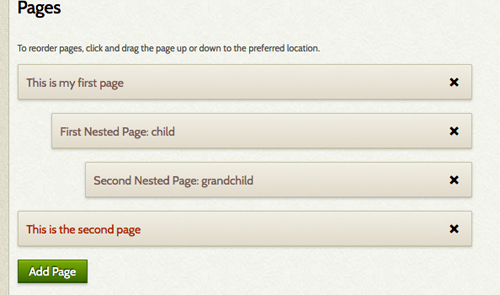 Pages
To reorder pages, click and drag the page up or down to the preferred location.
This is my first page
First Nested Page: child
Second Nested Page: grandchild
This is the second page
Add Page